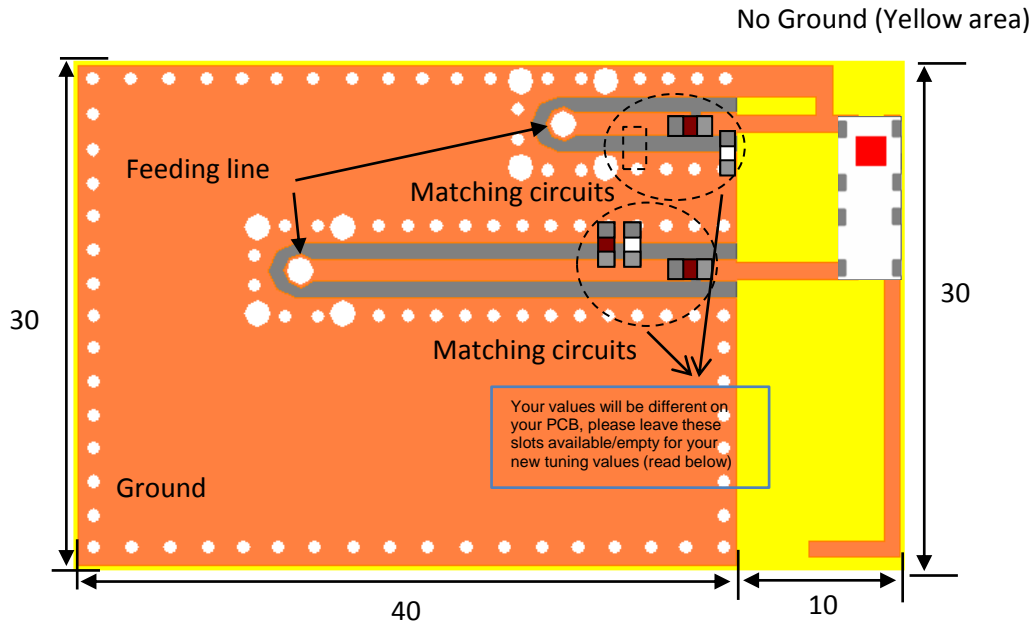 No Ground (Yellow area)
Feeding line
Matching circuits
30
30
Matching circuits
Your values will be different on
your PCB, please leave these
slots available/empty for your
new tuning values (read below)
Ground
40
10